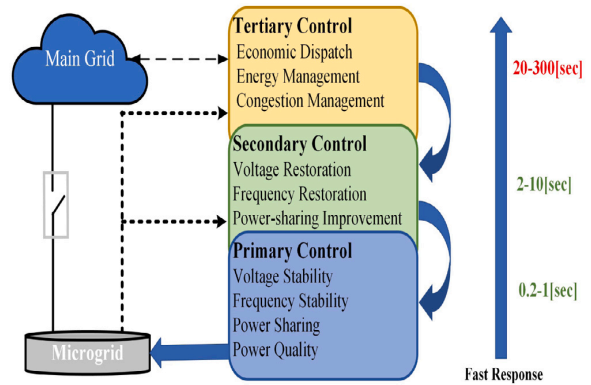 Main Grid
Tertiary Control
Economic Dispatch
Energy Management
Congestion Management
20-300[sec]
Secondary Control
Voltage Restoration
Frequency Restoration
Power-sharing Improvement
2-10[sec]
Primary Control
Voltage Stability
Frequency Stability
Power Sharing
Power Quality
0.2-1[sec]
Microgrid
Fast Response